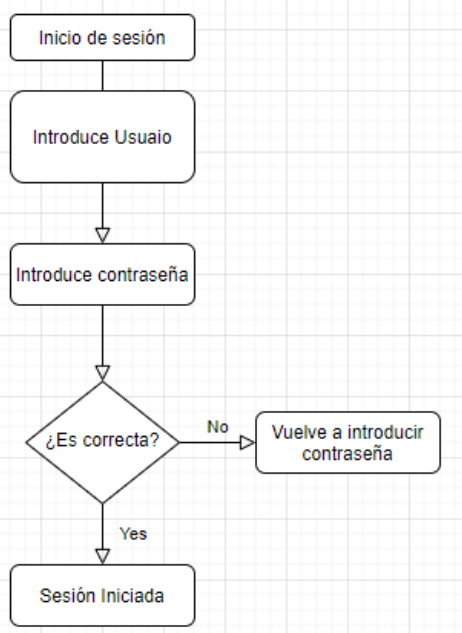 Inicio de sesión
Introduce Usuaio
Introduce contraseña
¿Es correcta?
No
Vuelve a introducir
contraseña
Yes
Sesión Iniciada